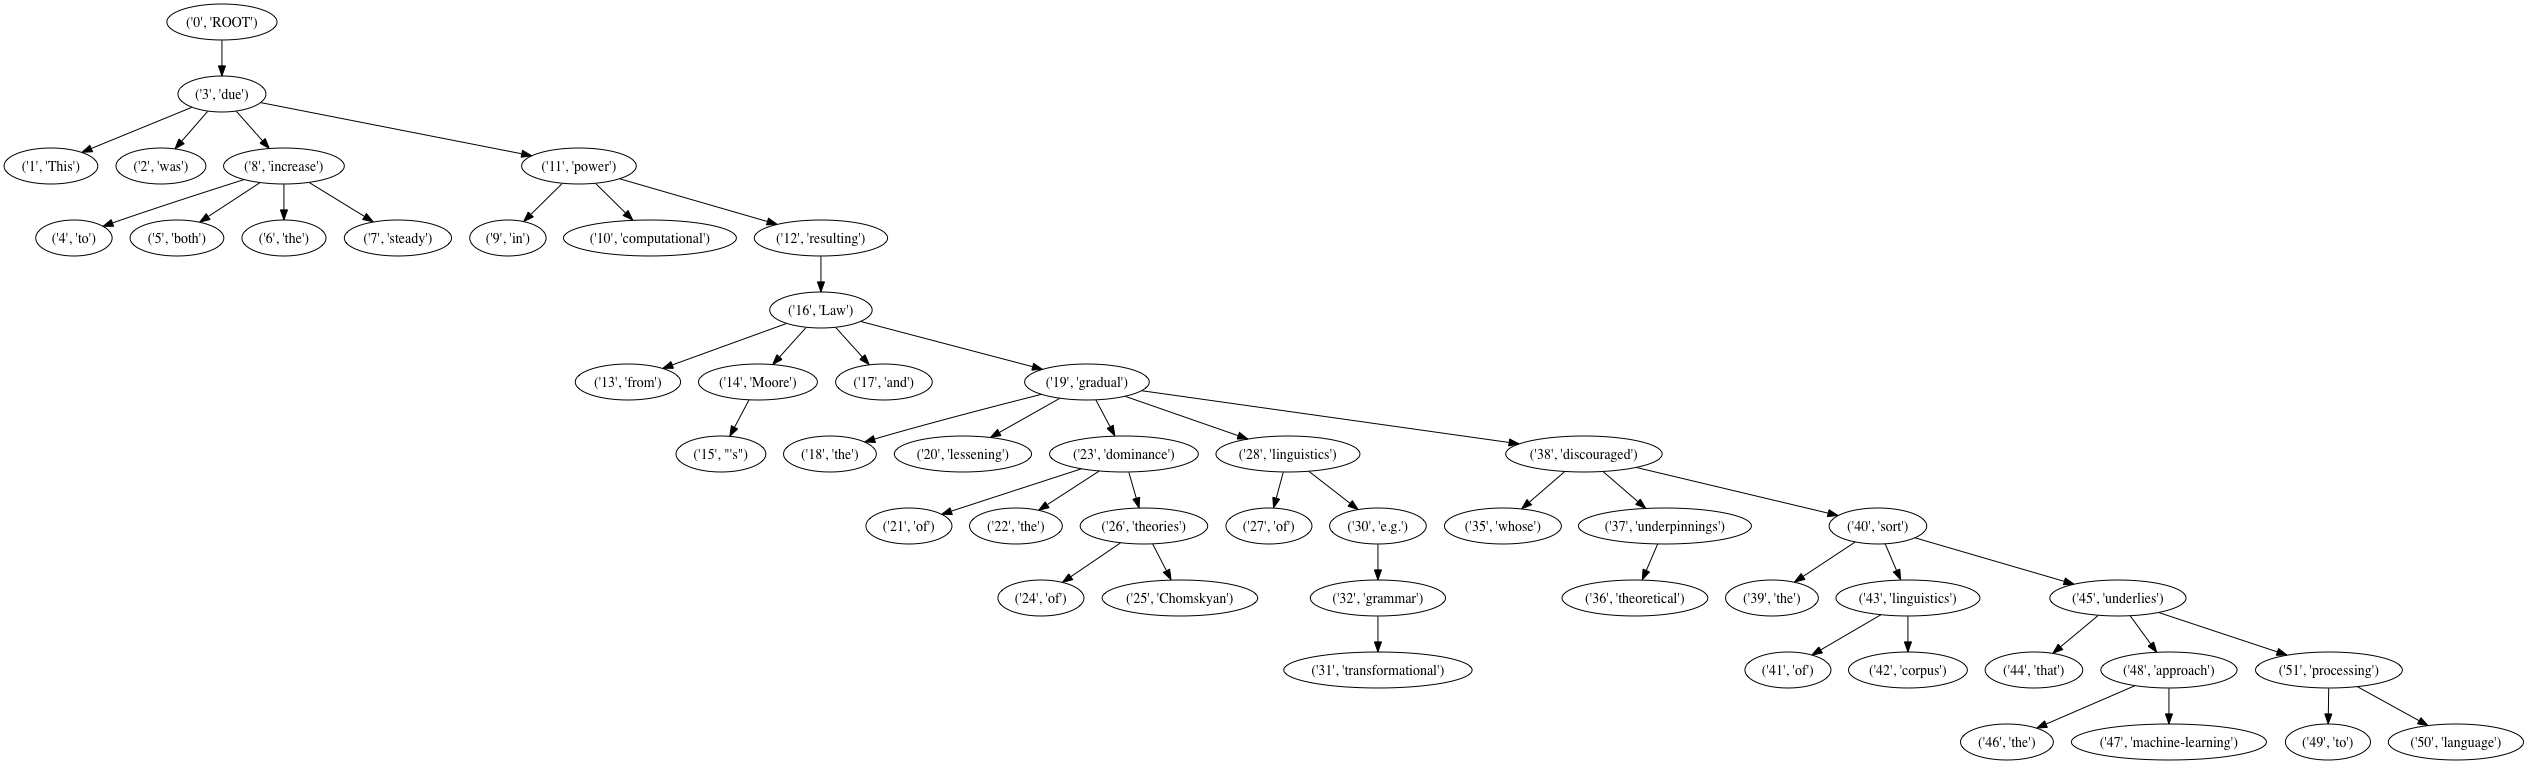 ('0', 'ROOT')
('3', 'due')
('1', 'This') ('2', 'was') ('8', 'increase') ('11', 'power')
('4', 'to') ('5', 'both') ('6', 'the') ('7', 'steady') ('9', 'in') ('10', 'computational') ('12', 'resulting')
('16', 'Law')
('13', 'from') ('14', 'Moore') ('17', 'and') ('19', 'gradual')
('15', "'s") ('18', 'the') ('20', 'lessening') ('23', 'dominance') ('28', 'linguistics') ('38', 'discouraged')
('21', 'of') ('22', 'the') ('26', 'theories') ('27', 'of') ('30', 'e.g.') ('35', 'whose') ('37', 'underpinnings') ('40', 'sort')
('24', 'of') ('25', 'Chomskyan') ('32', 'grammar') ('36', 'theoretical') ('39', 'the') ('43', 'linguistics') ('45', 'underlies')
('31', 'transformational') ('41', 'of') ('42', 'corpus') ('44', 'that') ('48', 'approach') ('51', 'processing')
('46', 'the') ('47', 'machine-learning') ('49', 'to') ('50', 'language')